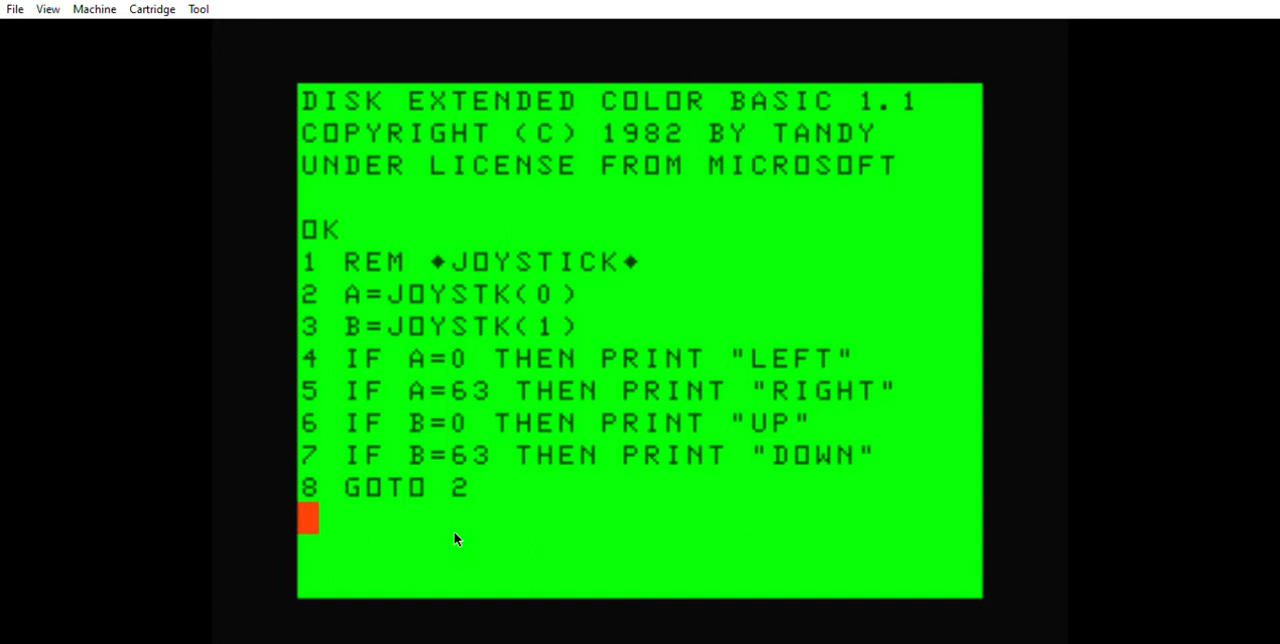 File View Machine Cartridge Tool
DISK EXTENDED COLOR BASIC 1.1
COPYRIGHT (C) 1982 BY TANDY
UNDER LICENSE FROM MICROSOFT
OK
1 REM ♦JOYSTICK♦
2 A=JOYSTK(0)
3 B=JOYSTK(1)
4 IF A=0 THEN PRINT "LEFT"
5 IF A=63 THEN PRINT "RIGHT"
6 IF B=0 THEN PRINT "UP"
7 IF B=63 THEN PRINT "DOWN"
8 GOTO 2